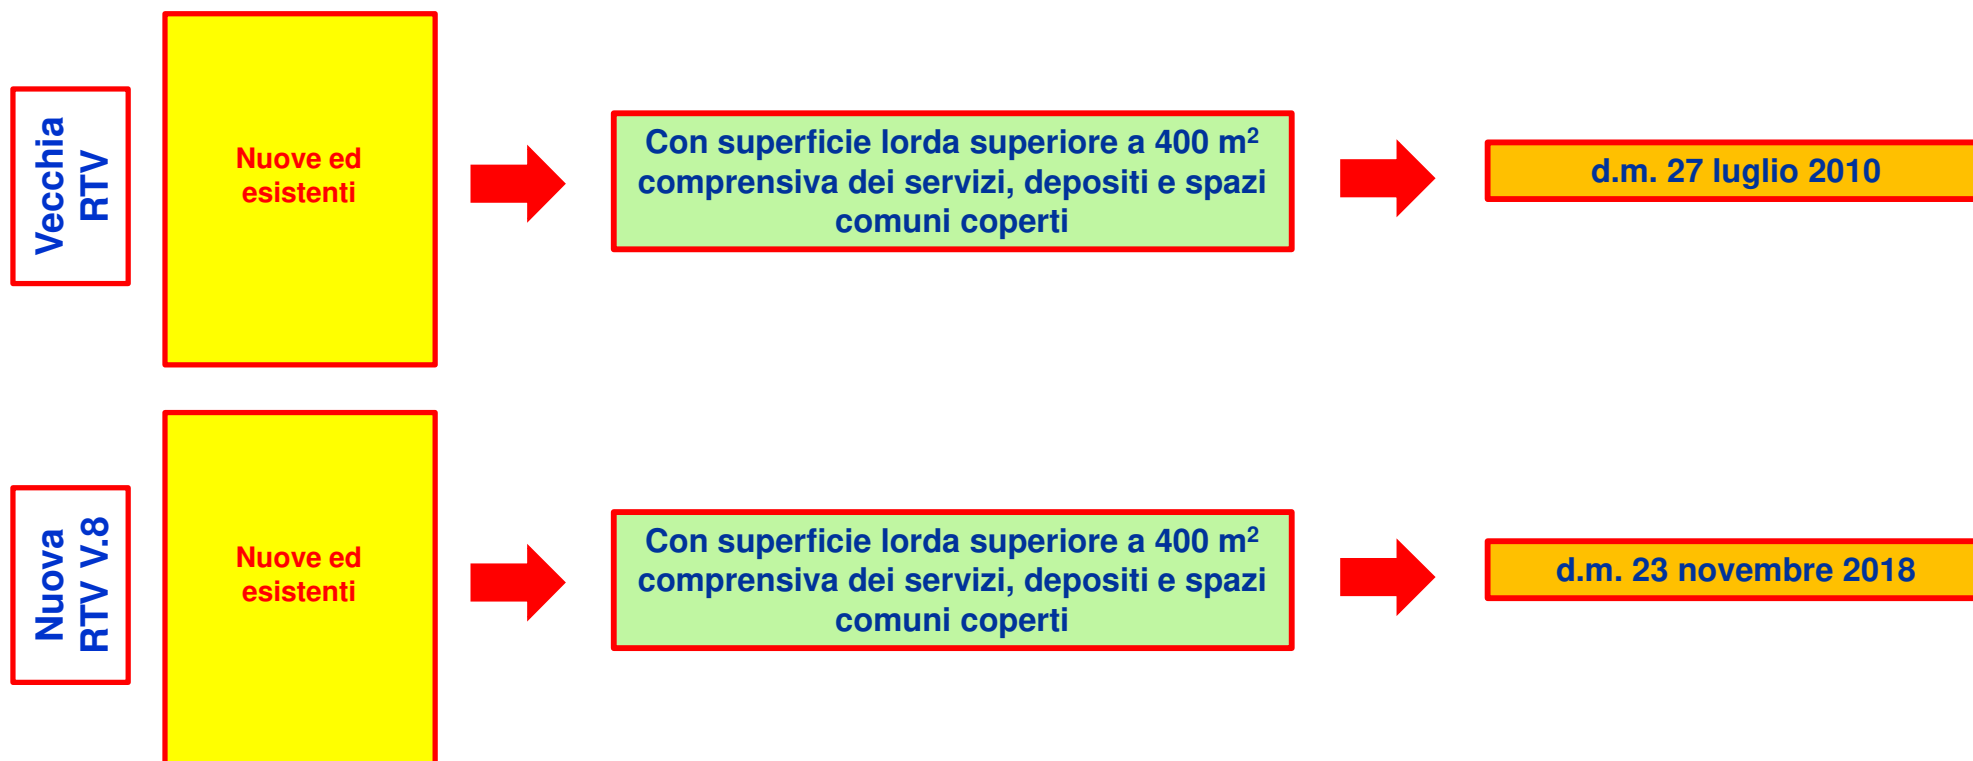 Vecchia
RTV
Nuove ed
esistenti
Con superficie lorda superiore a 400 m²
comprensiva dei servizi, depositi e spazi
comuni coperti
d.m. 27 luglio 2010
Nuova
RTV V.8
Nuove ed
esistenti
Con superficie lorda superiore a 400 m²
comprensiva dei servizi, depositi e spazi
comuni coperti
d.m. 23 novembre 2018